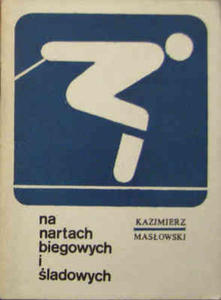 na
nartach
biegowych
i
śladowych
KAZIMIERZ
MASŁOWSKI